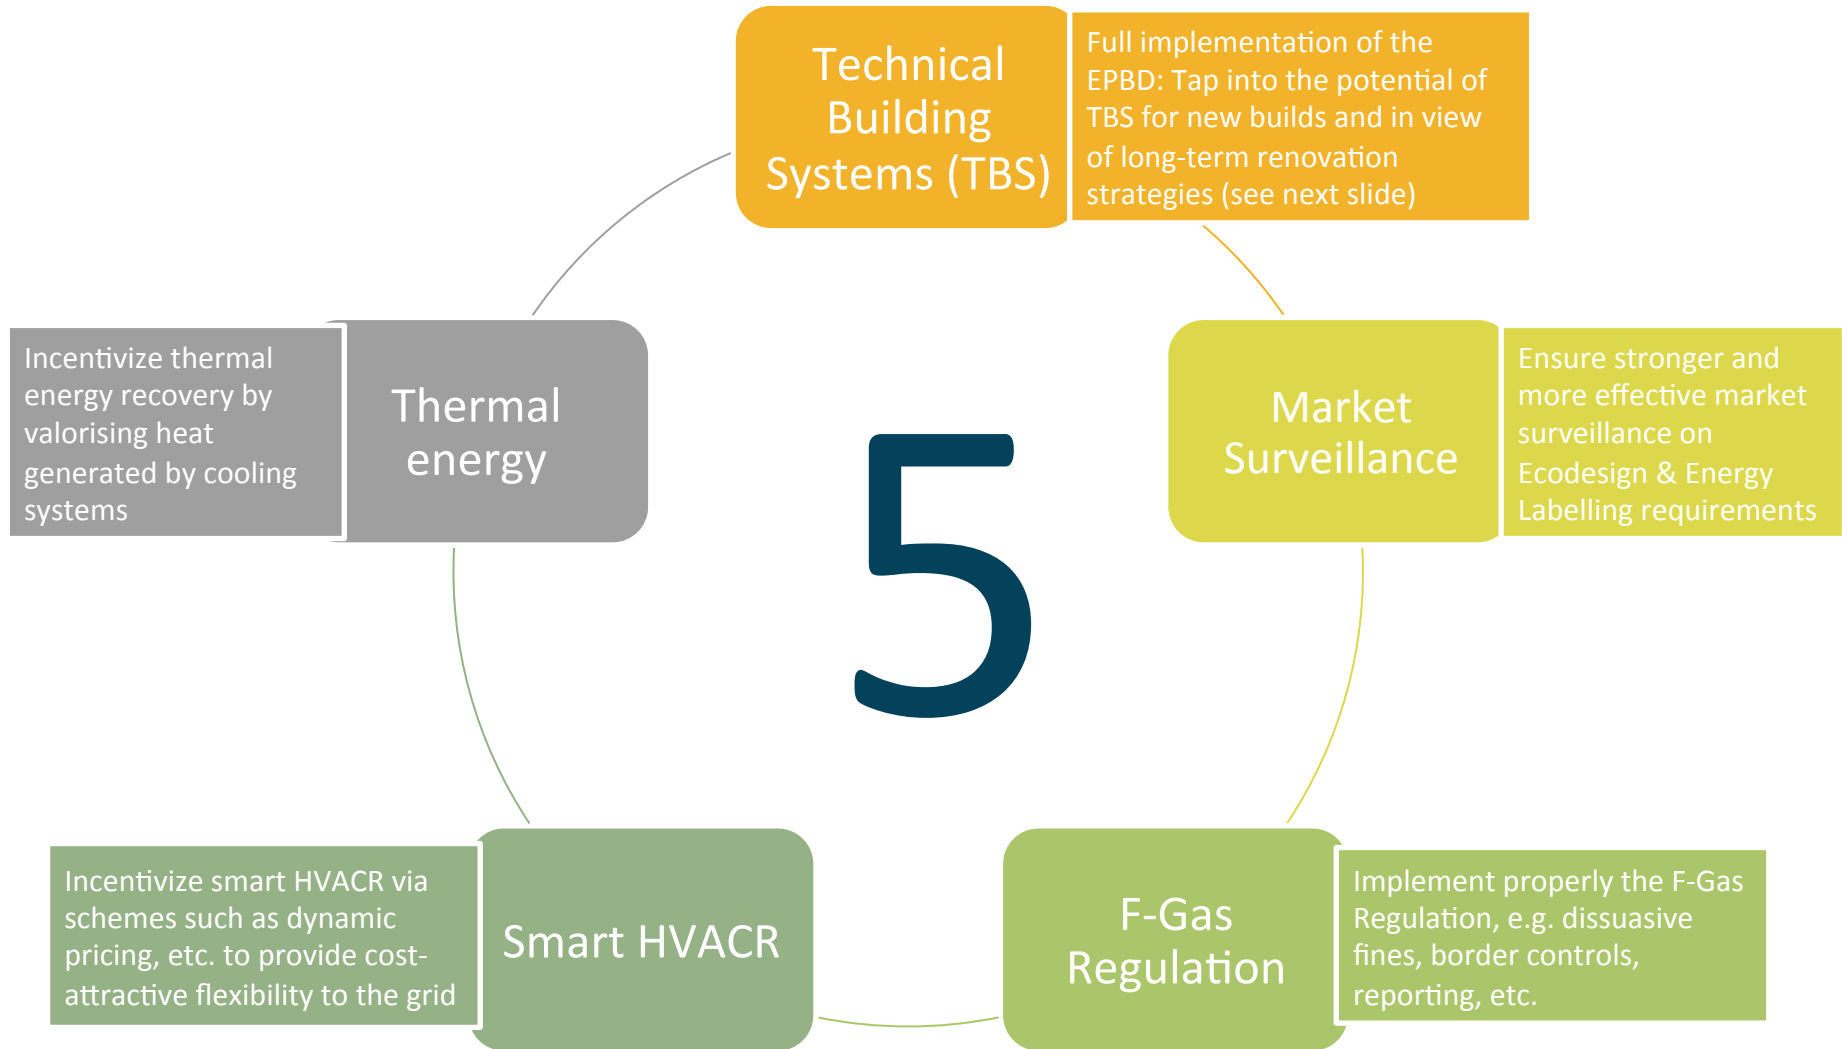 Technical
Building
Systems (TBS)
Full implementation of the
EPBD: Tap into the potential of
TBS for new builds and in view
of long-term renovation
strategies (see next slide)
Market
Surveillance
Ensure stronger and
more effective market
surveillance on
Ecodesign & Energy
Labelling requirements
F-Gas
Regulation
Implement properly the F-Gas
Regulation, e.g. dissuasive
fines, border controls,
reporting, etc.
Smart HVACR
Incentivize smart HVACR via
schemes such as dynamic
pricing, etc. to provide cost-
attractive flexibility to the grid
Thermal
energy
Incentivize thermal
energy recovery by
valorising heat
generated by cooling
systems
5